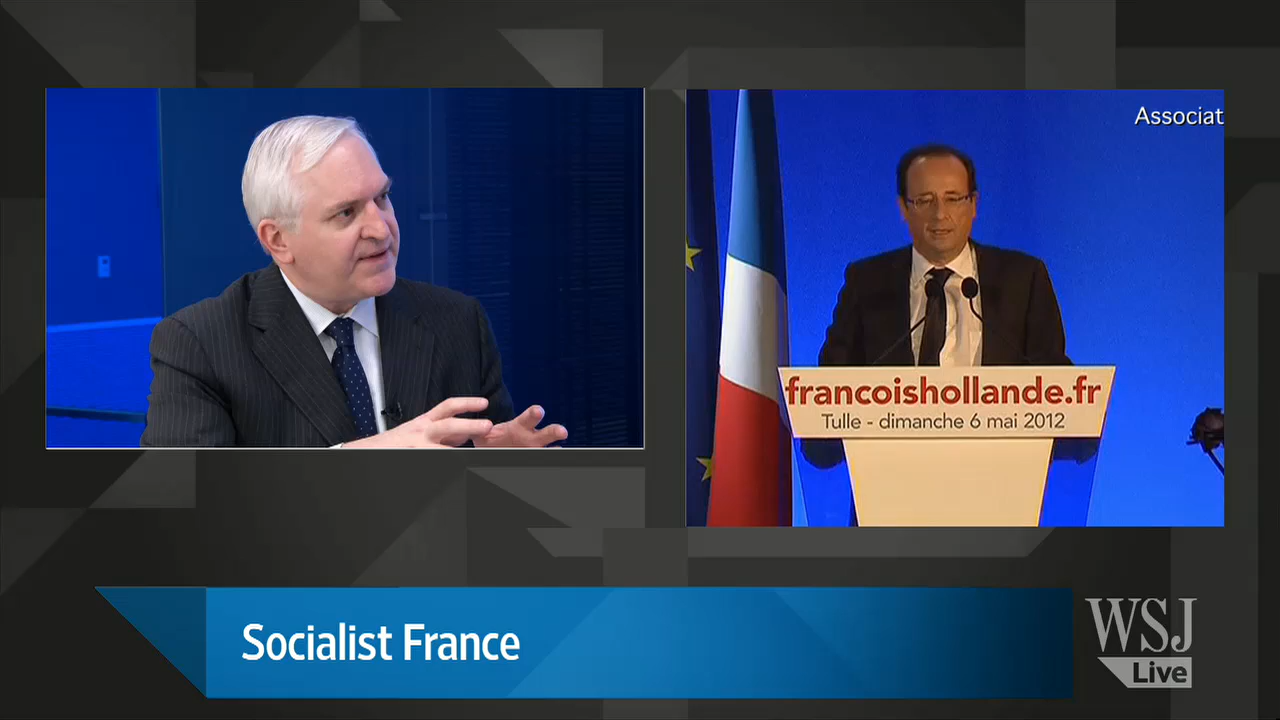 Associat
francoishollande.fr
Tulle - dimanche 6 mai 2012
Socialist France
WSJ
Live